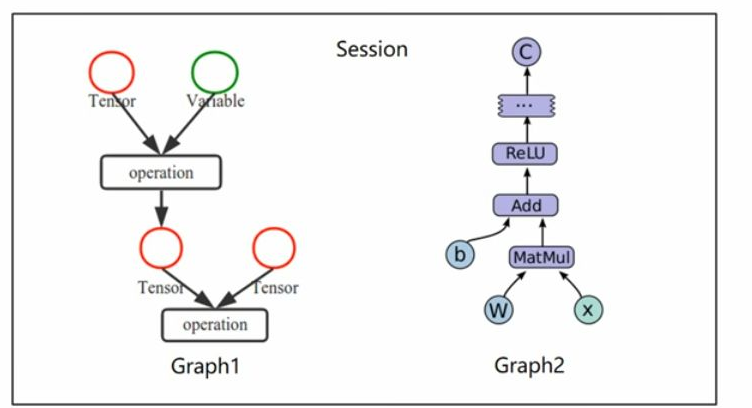 Session
Tensor
Variable
operation
Tensor
Tensor
operation
Graph1
C
...
ReLU
Add
b
MatMul
W
x
Graph2